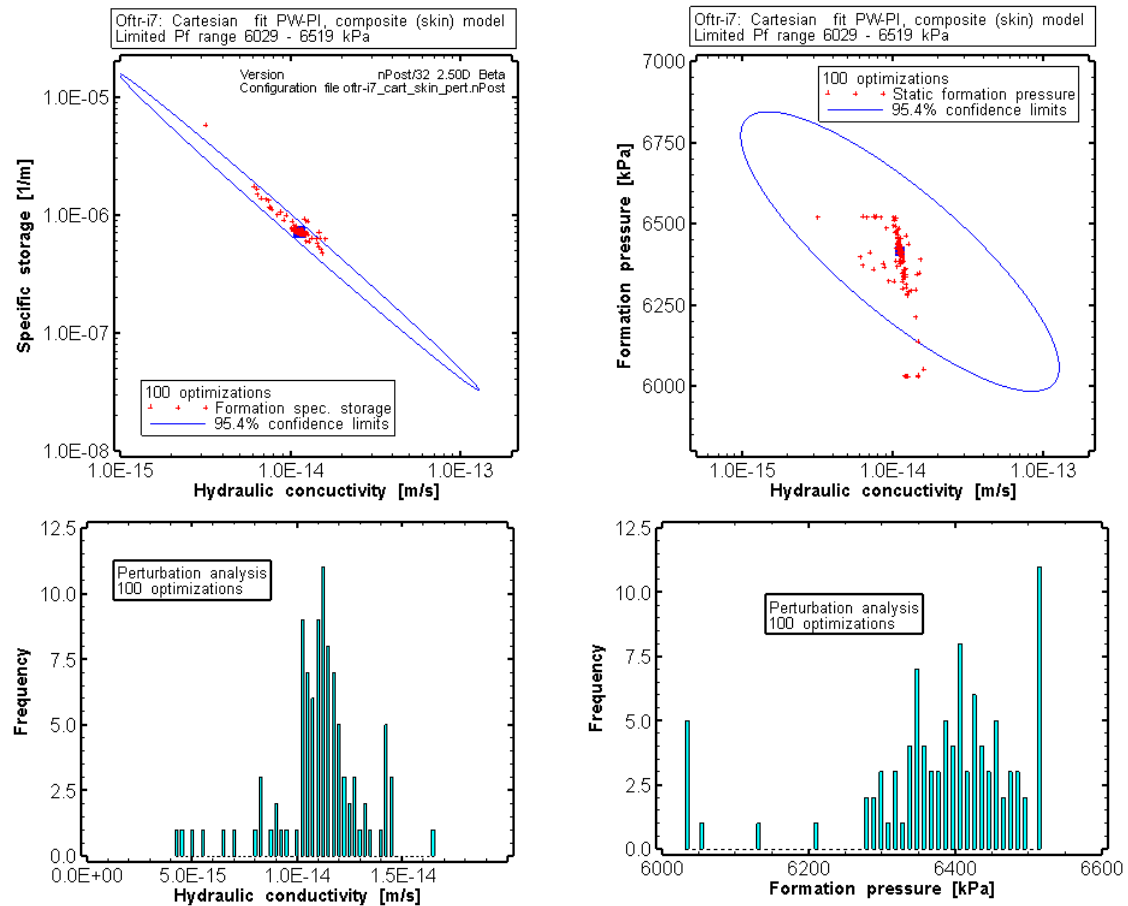 Oftr-i7: Cartesian fit PW-PI, composite (skin) model
Limited Pf range 6029 - 6519 kPa
Version nPost/32 2.50D Beta
Configuration file oftr-i7_cart_skin_pert.nPost
1.0E-05
1.0E-06
1.0E-07
1.0E-08
Specific storage [1/m]
100 optimizations
Formation spec. storage
95.4% confidence limits
1.0E-15
1.0E-14
1.0E-13
Hydraulic concuctivity [m/s]
Oftr-i7: Cartesian fit PW-PI, composite (skin) model
Limited Pf range 6029 - 6519 kPa
100 optimizations
Static formation pressure
95.4% confidence limits
7000
6750
6500
6250
6000
Formation pressure [kPa]
1.0E-15
1.0E-14
1.0E-13
Hydraulic concuctivity [m/s]
12.5
10.0
7.5
5.0
2.5
0.0
Frequency
Perturbation analysis
100 optimizations
0.0E+00
5.0E-15
1.0E-14
1.5E-14
Hydraulic conductivity [m/s]
12.5
10.0
7.5
5.0
2.5
0.0
Frequency
Perturbation analysis
100 optimizations
6000
6200
6400
6600
Formation pressure [kPa]